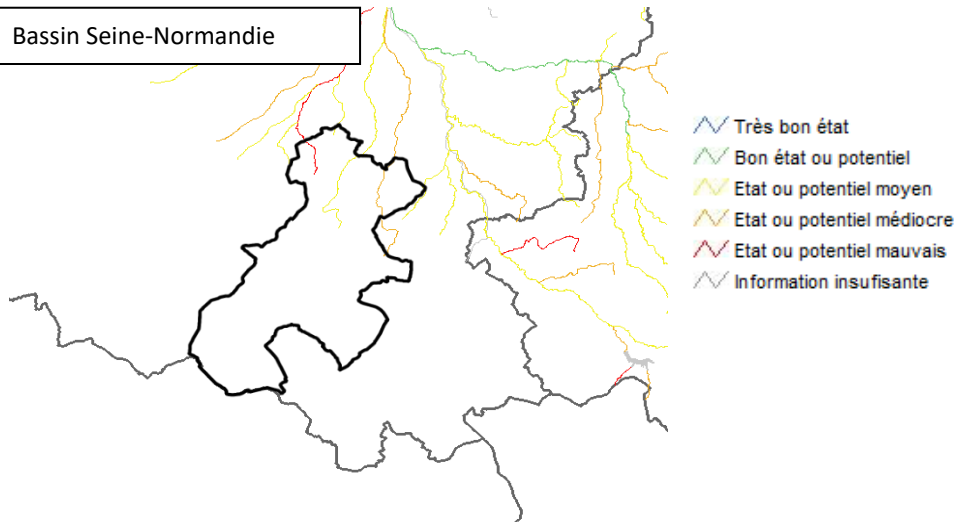 Bassin Seine-Normandie
Très bon état
Bon état ou potentiel
Etat ou potentiel moyen
Etat ou potentiel médiocre
Etat ou potentiel mauvais
Information insufisante